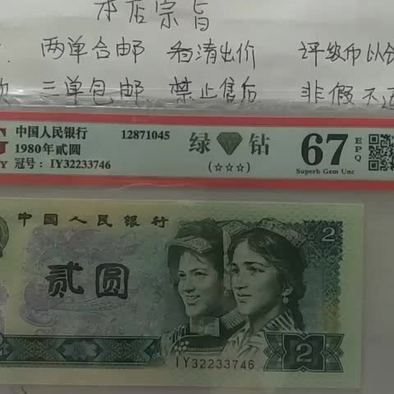 本店宗旨
两单合邮 看清出价 评级币以
三单包邮 禁止售后 非假不
中国人民银行 12871045 绿 钻 67 EPQ
1980年贰圆
冠号: IY32233746 (☆☆☆) Superb Gem Unc
中国人民银行 2
贰圆
IY32233746 2